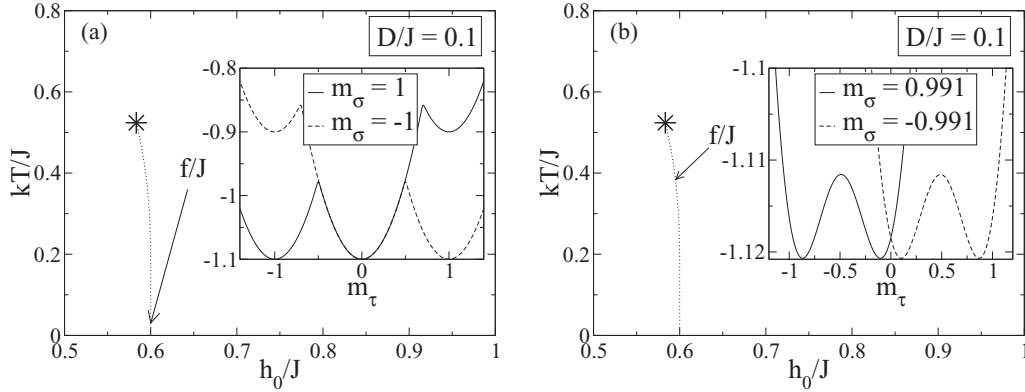 (a)
D/J = 0.1
kT/J
0.8
0.6
0.4
0.2
0
0.5
0.6
0.7
0.8
0.9
1
h0/J
f/J
-0.8
-0.9
-1
-1.1
-1
0
1
mτ
mσ = 1
mσ = -1
(b)
D/J = 0.1
kT/J
0.8
0.6
0.4
0.2
0
0.5
0.6
0.7
0.8
0.9
1
h0/J
f/J
-1.1
-1.11
-1.12
-1
-0.5
0
0.5
1
mτ
mσ = 0.991
mσ = -0.991